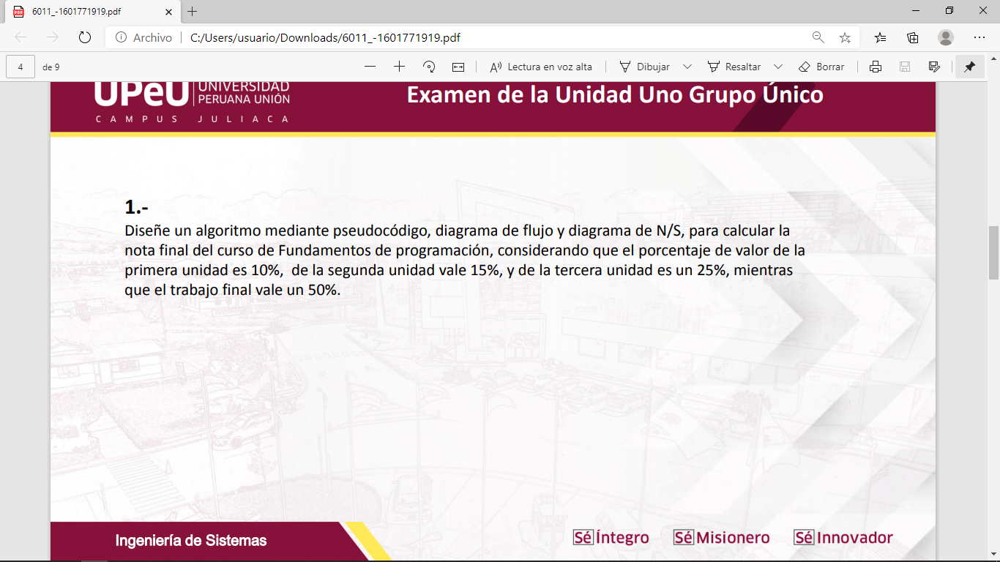 6011_-1601771919.pdf
Archivo C:/Users/usuario/Downloads/6011_-1601771919.pdf
4 de 9 A Lectura en voz alta Dibujar Resaltar Borrar
UPeU UNIVERSIDAD
PERUANA UNIÓN
CAMPUS JULIACA
Examen de la Unidad Uno Grupo Único
1.-
Diseñe un algoritmo mediante pseudocódigo, diagrama de flujo y diagrama de N/S, para calcular la
nota final del curso de Fundamentos de programación, considerando que el porcentaje de valor de la
primera unidad es 10%, de la segunda unidad vale 15%, y de la tercera unidad es un 25%, mientras
que el trabajo final vale un 50%.
Ingeniería de Sistemas
Sé Íntegro Sé Misionero Sé Innovador